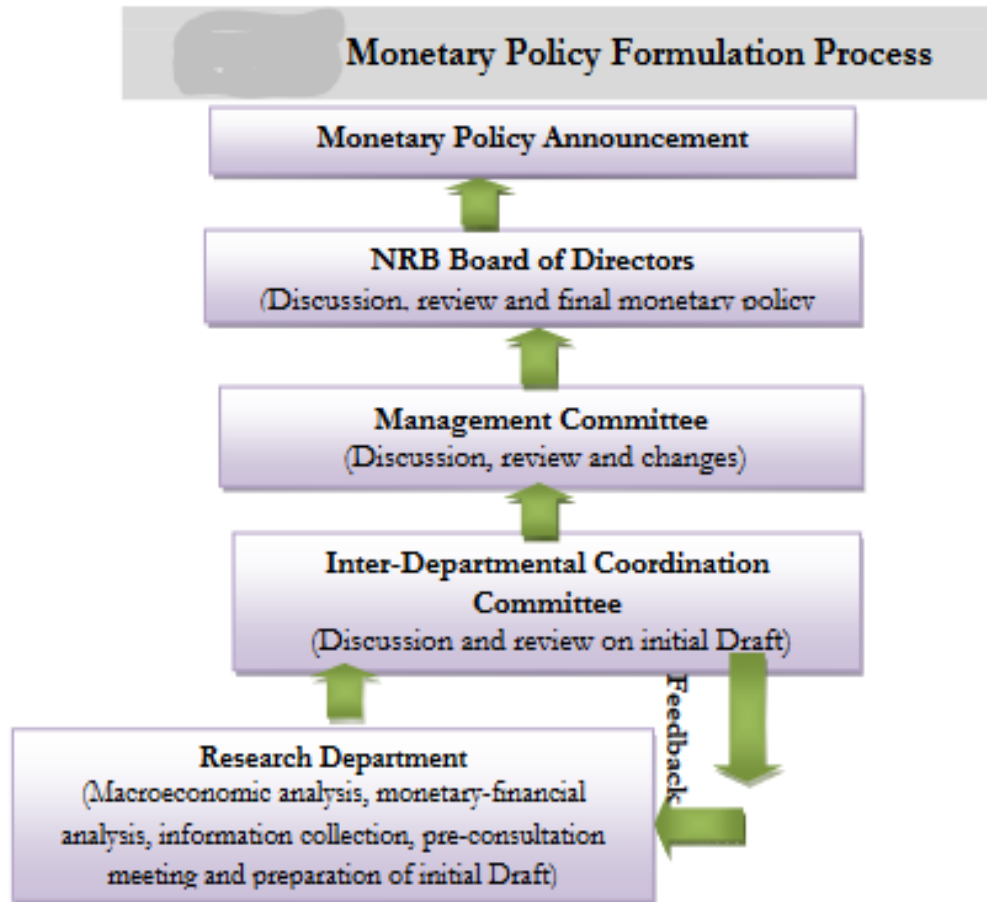 Monetary Policy Formulation Process
Monetary Policy Announcement
NRB Board of Directors
(Discussion, review and final monetary policy
Management Committee
(Discussion, review and changes)
Inter-Departmental Coordination
Committee
(Discussion and review on initial Draft)
Feedback
Research Department
(Macroeconomic analysis, monetary-financial
analysis, information collection, pre-consultation
meeting and preparation of initial Draft)